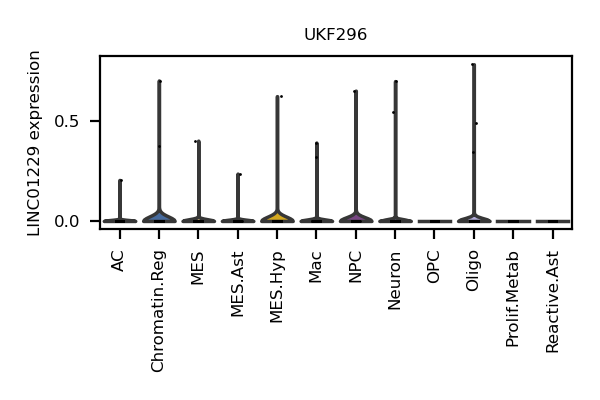 UKF296
LINC01229 expression
0.5
0.0
AC
Chromatin.Reg
MES
MES.Ast
MES.Hyp
Mac
NPC
Neuron
OPC
Oligo
Prolif.Metab
Reactive.Ast